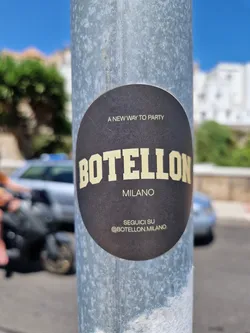 A NEW WAY TO PARTY
BOTELLON
MILANO
SEGUICI SU
@BOTELLON.MILANO.